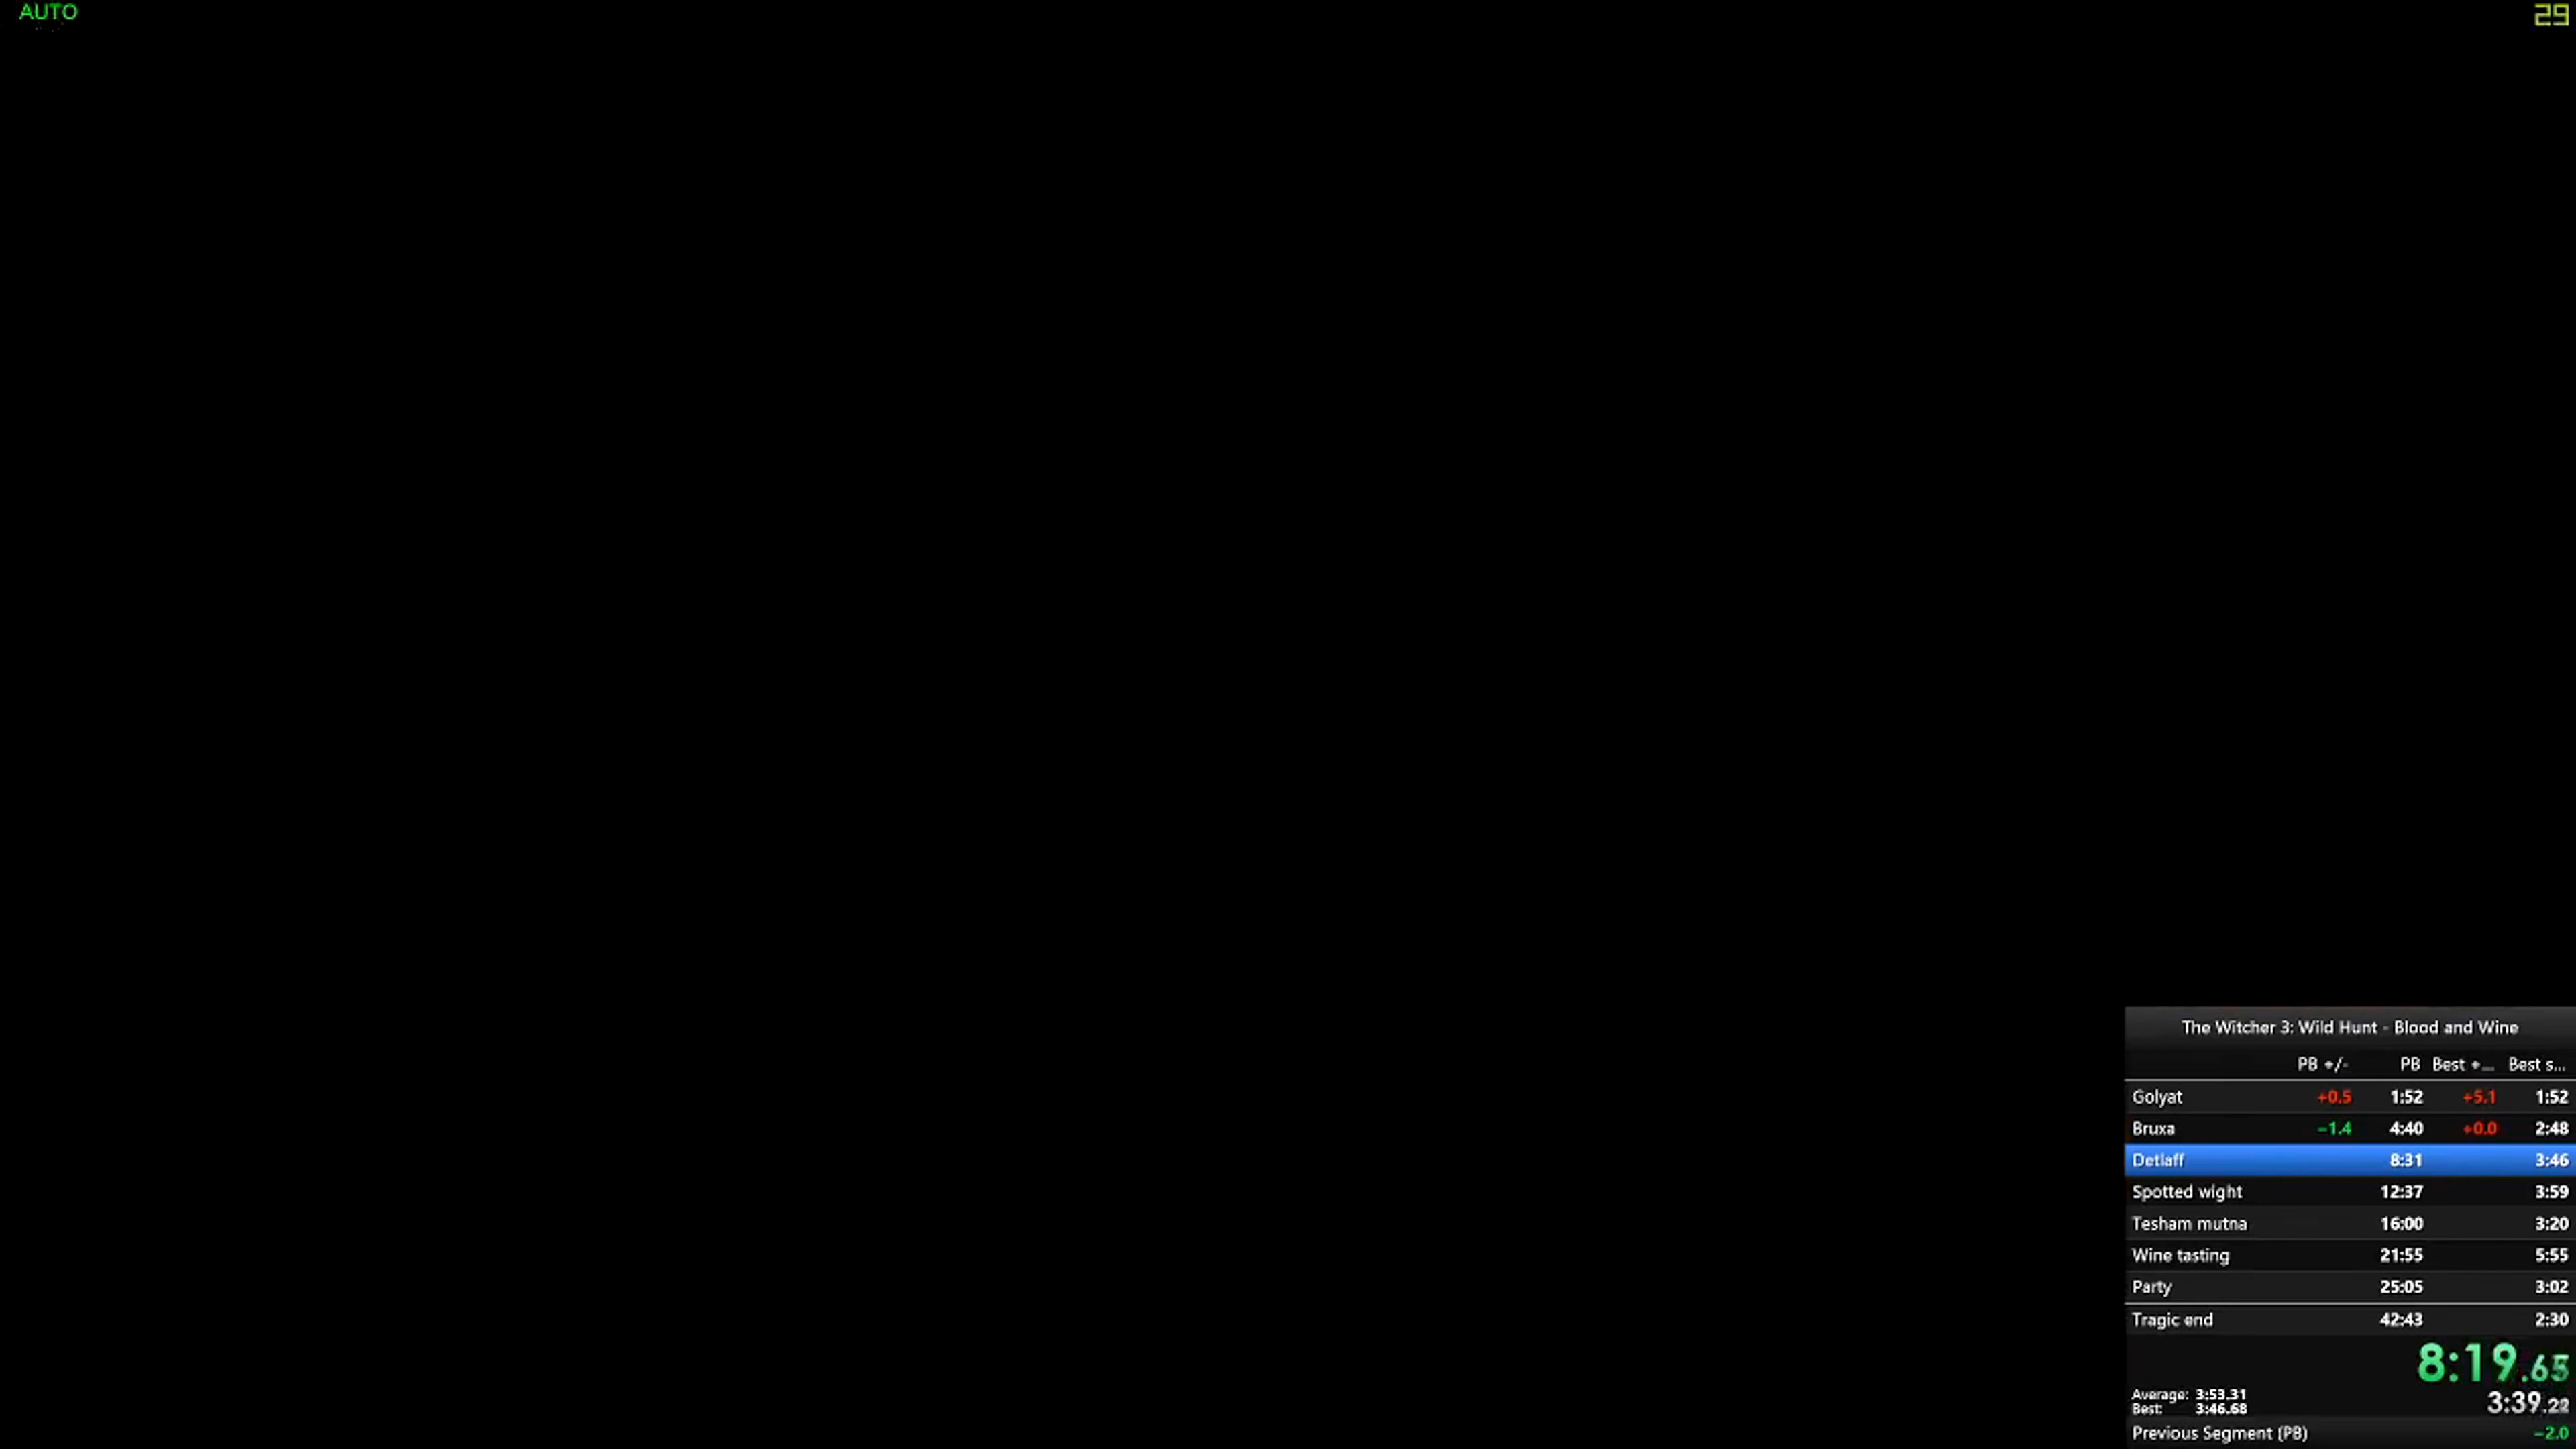 AUTO
29
The Witcher 3: Wild Hunt - Blood and Wine
PB +/- PB Best +... Best s...
Golyat +0.5 1:52 +5.1 1:52
Bruxa −1.4 4:40 +0.0 2:48
Detlaff 8:31 3:46
Spotted wight 12:37 3:59
Tesham mutna 16:00 3:20
Wine tasting 21:55 5:55
Party 25:05 3:02
Tragic end 42:43 2:30
8:19.65
Average: 3:53.31
Best: 3:46.68
3:39.22
Previous Segment (PB) −2.0